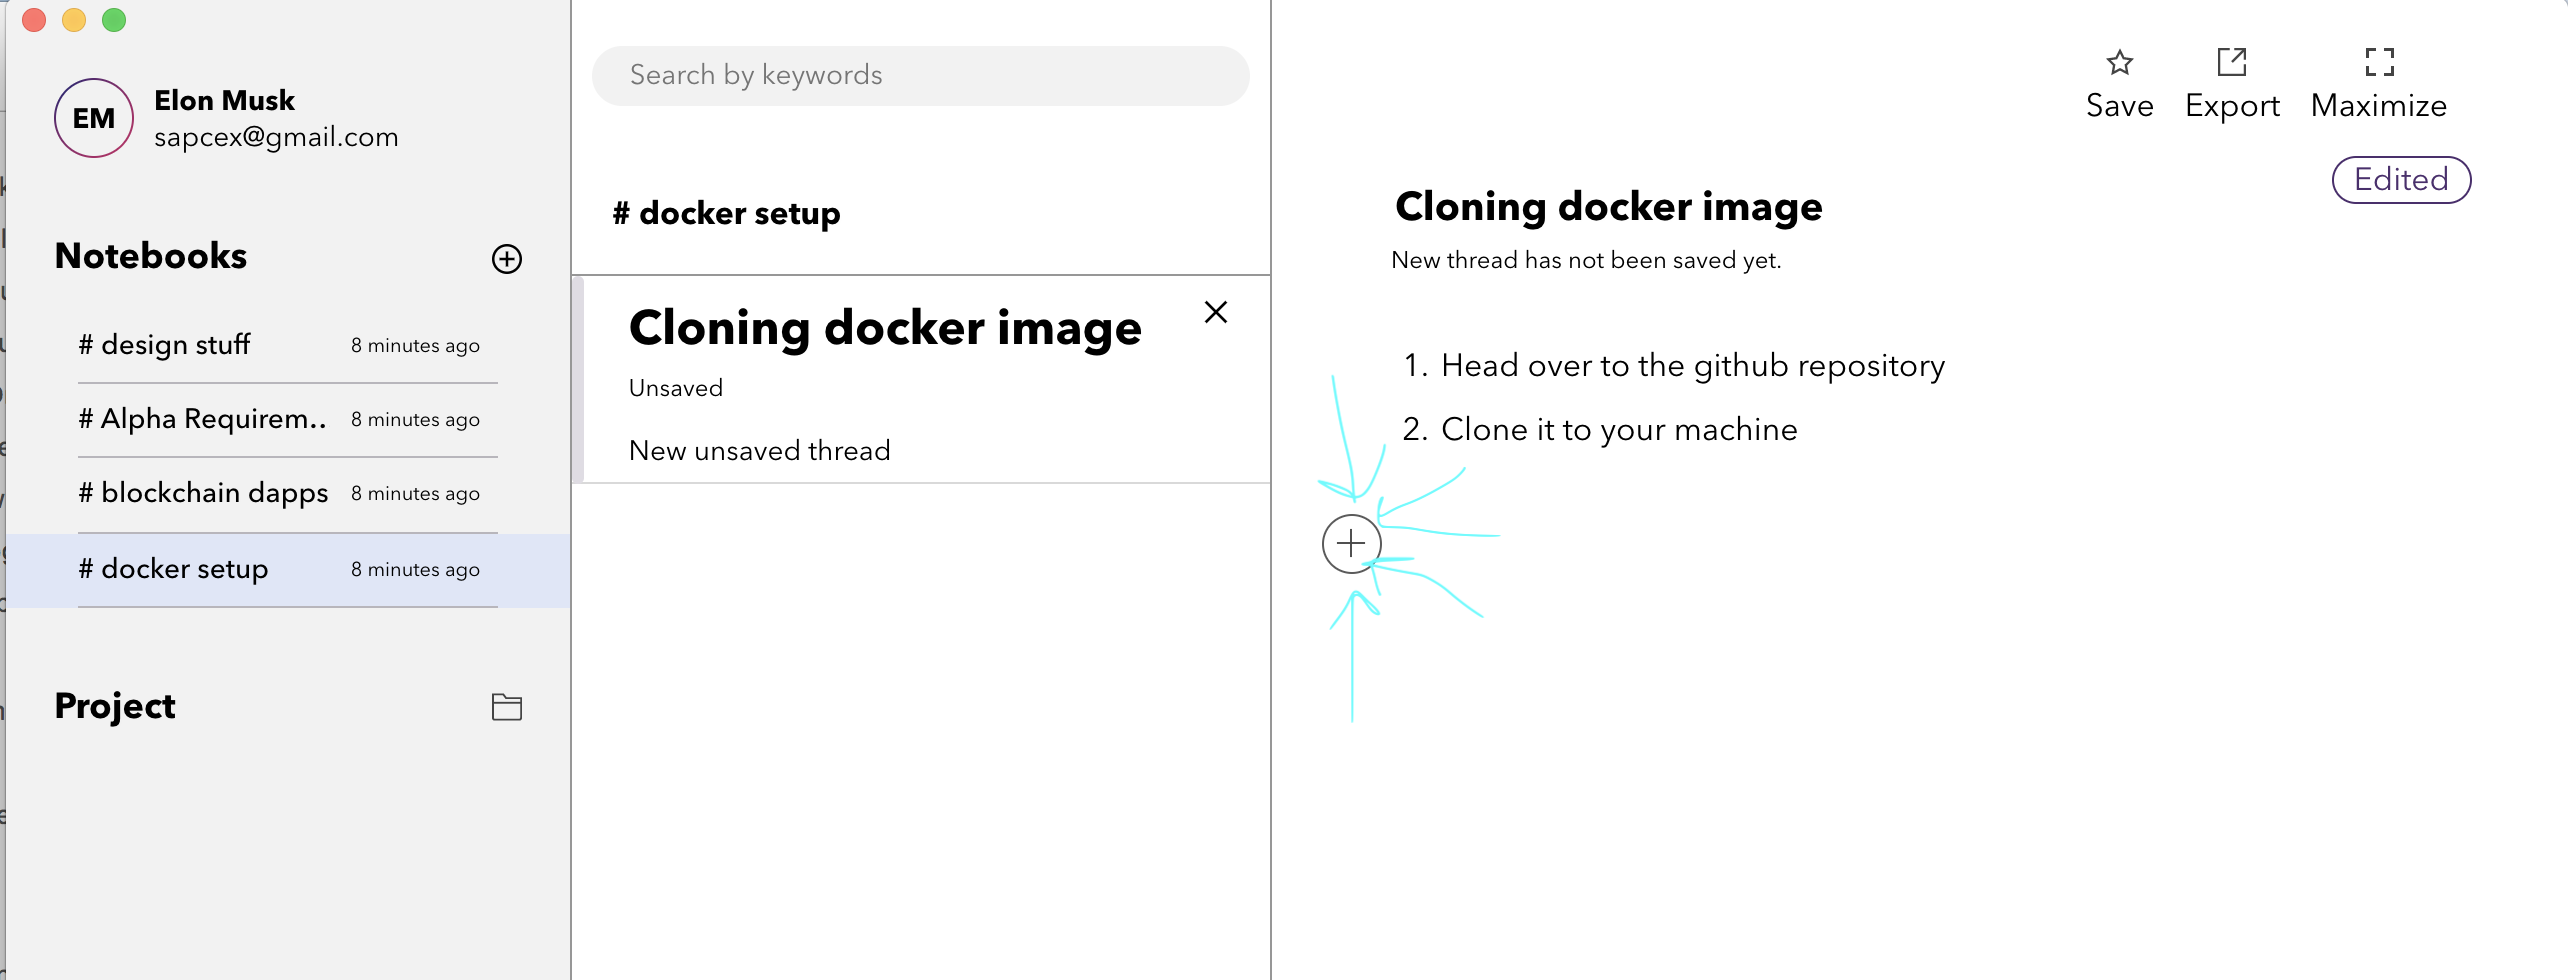 EM
Elon Musk
sapcex@gmail.com
Notebooks
# design stuff 8 minutes ago
# Alpha Requirem.. 8 minutes ago
# blockchain dapps 8 minutes ago
# docker setup 8 minutes ago
Project
Search by keywords
# docker setup
Cloning docker image
Unsaved
New unsaved thread
Save Export Maximize
Edited
Cloning docker image
New thread has not been saved yet.
1. Head over to the github repository
2. Clone it to your machine